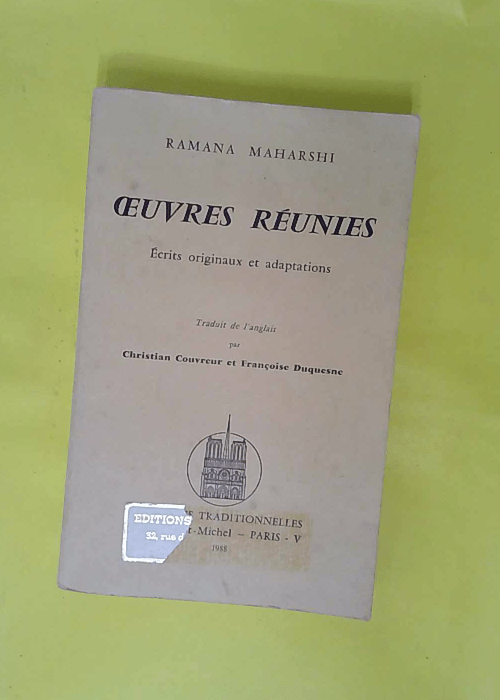 RAMANA MAHARSHI
ŒUVRES RÉUNIES
Écrits originaux et adaptations
Traduit de l'anglais
par
Christian Couvreur et Françoise Duquesne
EDITIONS TRADITIONNELLES
52, rue d t-Michel – PARIS - V
1988